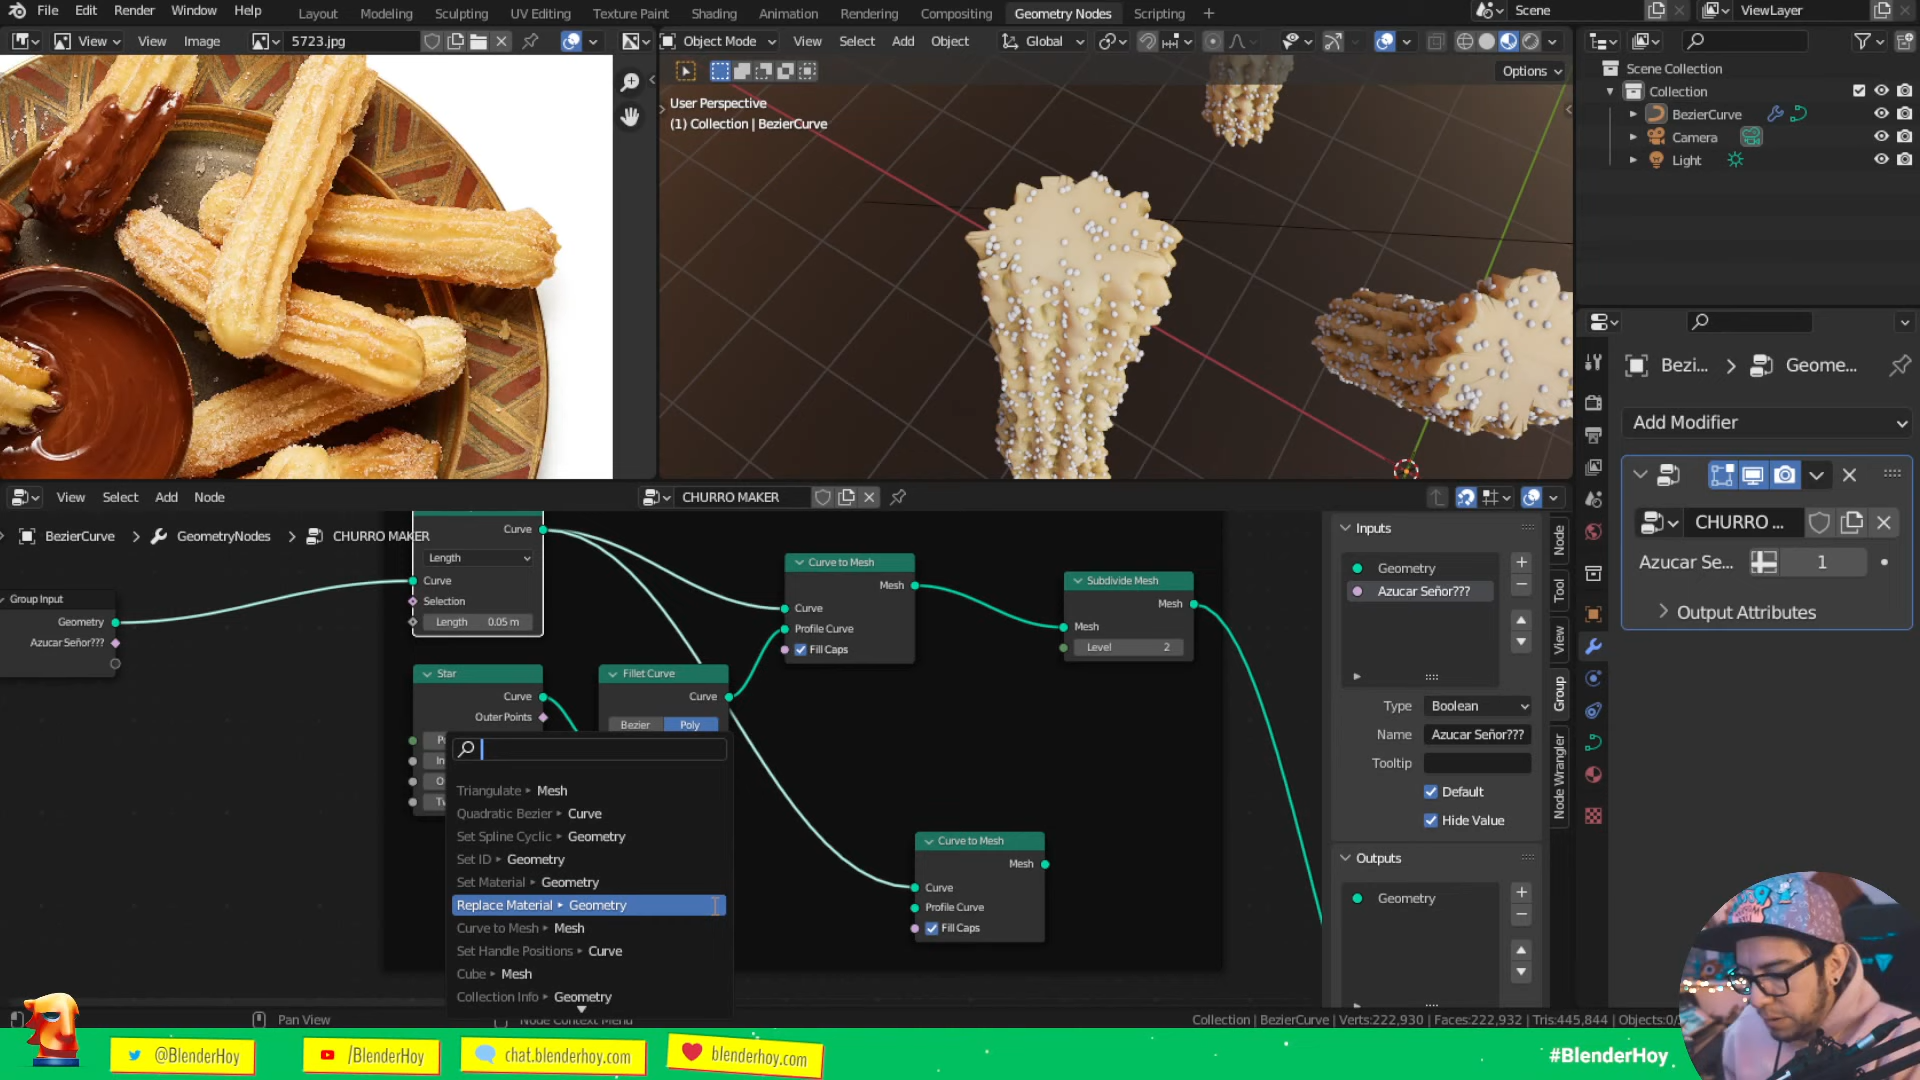 File Edit Render Window Help Layout Modeling Sculpting UV Editing Texture Paint Shading Animation Rendering Compositing Geometry Nodes Scripting + Scene ViewLayer
View View Image 5723.jpg Object Mode View Select Add Object Global
Options
User Perspective
(1) Collection | BezierCurve
Scene Collection
Collection
BezierCurve
Camera
Light
Bezi... Geome...
Add Modifier
CHURRO ...
Azucar Se... 1
Output Attributes
View Select Add Node CHURRO MAKER
BezierCurve GeometryNodes CHURRO MAKER
Group Input
Geometry
Azucar Señor???
Curve
Length
Curve
Selection
Length 0.05 m
Star
Curve
Outer Points
Fillet Curve
Curve
Bezier Poly
Curve to Mesh
Mesh
Curve
Profile Curve
Fill Caps
Subdivide Mesh
Mesh
Mesh
Level 2
Triangulate ▸ Mesh
Quadratic Bezier ▸ Curve
Set Spline Cyclic ▸ Geometry
Set ID ▸ Geometry
Set Material ▸ Geometry
Replace Material ▸ Geometry
Curve to Mesh ▸ Mesh
Set Handle Positions ▸ Curve
Cube ▸ Mesh
Collection Info ▸ Geometry
Curve to Mesh
Mesh
Curve
Profile Curve
Fill Caps
Inputs
Geometry
Azucar Señor???
Type Boolean
Name Azucar Señor???
Tooltip
Default
Hide Value
Outputs
Geometry
Node
Tool
View
Group
Node Wrangler
Pan View
Node Context Menu
Collection | BezierCurve | Verts:222,930 | Faces:222,932 | Tris:445,844 | Objects:0/
@BlenderHoy
/BlenderHoy
chat.blenderhoy.com
blenderhoy.com
#BlenderHoy